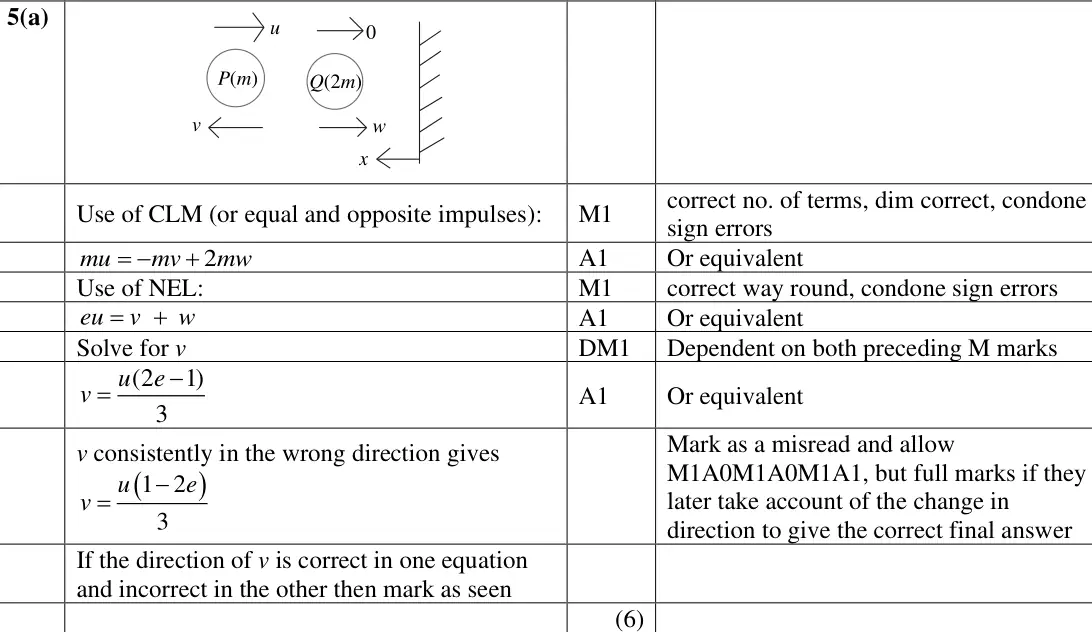 5(a)
u
0
P(m)
Q(2m)
v
w
x
Use of CLM (or equal and opposite impulses):
M1
correct no. of terms, dim correct, condone
sign errors
mu = −mv + 2mw
A1
Or equivalent
Use of NEL:
M1
correct way round, condone sign errors
eu = v + w
A1
Or equivalent
Solve for v
DM1
Dependent on both preceding M marks
v = u(2e − 1)/3
A1
Or equivalent
v consistently in the wrong direction gives
v = u(1 − 2e)/3
Mark as a misread and allow
M1A0M1A0M1A1, but full marks if they
later take account of the change in
direction to give the correct final answer
If the direction of v is correct in one equation
and incorrect in the other then mark as seen
(6)